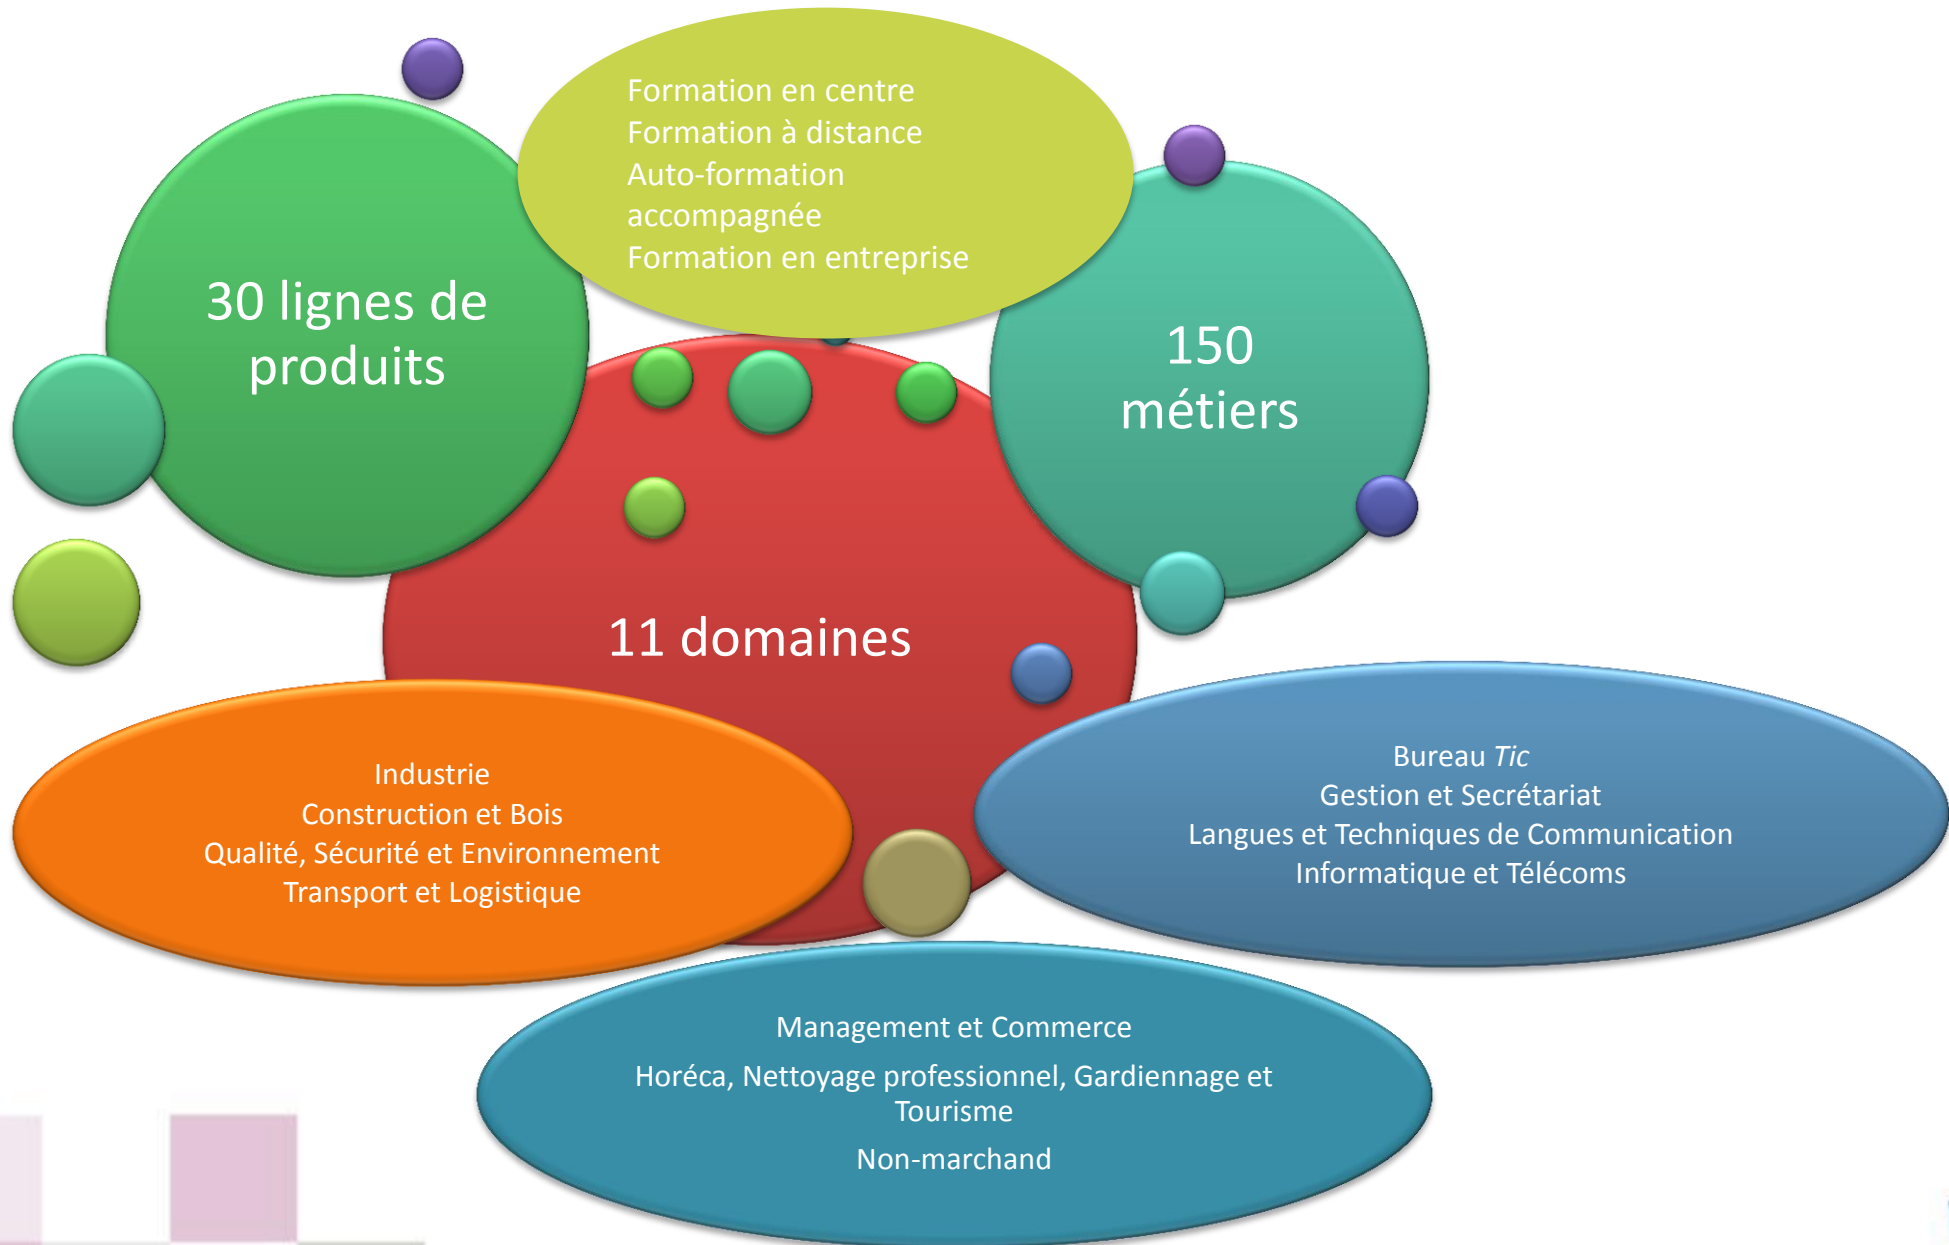 Formation en centre
Formation à distance
Auto-formation
accompagnée
Formation en entreprise
30 lignes de
produits
150
métiers
11 domaines
Industrie
Construction et Bois
Qualité, Sécurité et Environnement
Transport et Logistique
Bureau Tic
Gestion et Secrétariat
Langues et Techniques de Communication
Informatique et Télécoms
Management et Commerce
Horéca, Nettoyage professionnel, Gardiennage et
Tourisme
Non-marchand